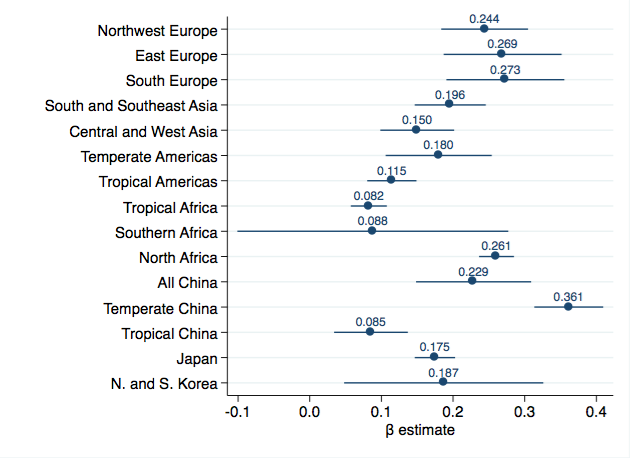 Northwest Europe 0.244
East Europe 0.269
South Europe 0.273
South and Southeast Asia 0.196
Central and West Asia 0.150
Temperate Americas 0.180
Tropical Americas 0.115
Tropical Africa 0.082
Southern Africa 0.088
North Africa 0.261
All China 0.229
Temperate China 0.361
Tropical China 0.085
Japan 0.175
N. and S. Korea 0.187
-0.1 0.0 0.1 0.2 0.3 0.4
β estimate